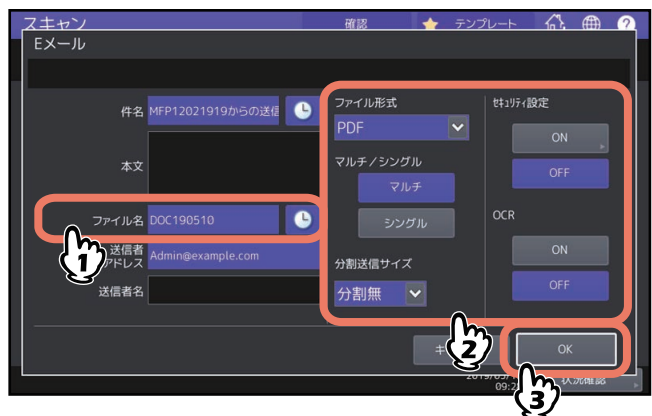 スキャン 確認 テンプレート ?
Eメール
件名 MFP12021919からの送信
本文
ファイル名 DOC190510
送信者
アドレス Admin@example.com
送信者名
ファイル形式
PDF
マルチ/シングル
マルチ
シングル
分割送信サイズ
分割無
セキュリティ設定
ON
OFF
OCR
ON
OFF
キ
OK
状況確認
1
2
3